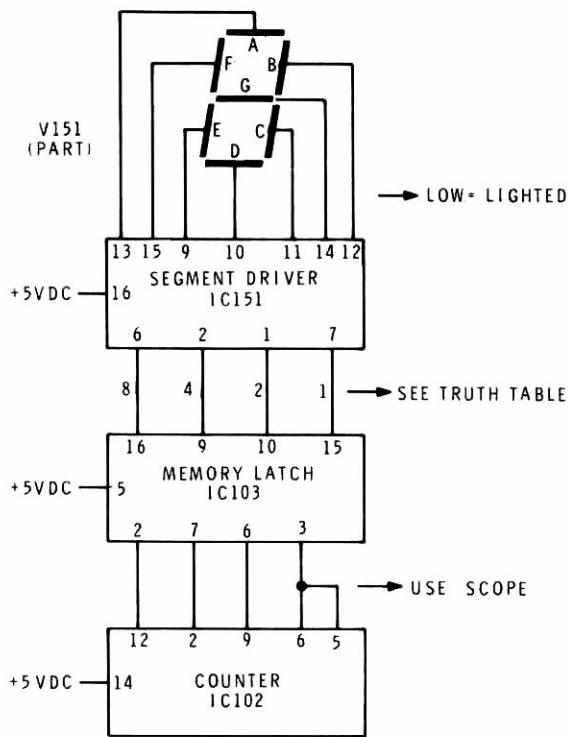 A
F B
G
V151
(PART)
E C
D
LOW= LIGHTED
13 15 9 10 11 14 12
SEGMENT DRIVER
+5VDC 16
IC151
6 2 1 7
8 4 2 1 SEE TRUTH TABLE
16 9 10 15
MEMORY LATCH
+5VDC 5
IC103
2 7 6 3
USE SCOPE
12 2 9 6 5
+5VDC 14 COUNTER
IC102